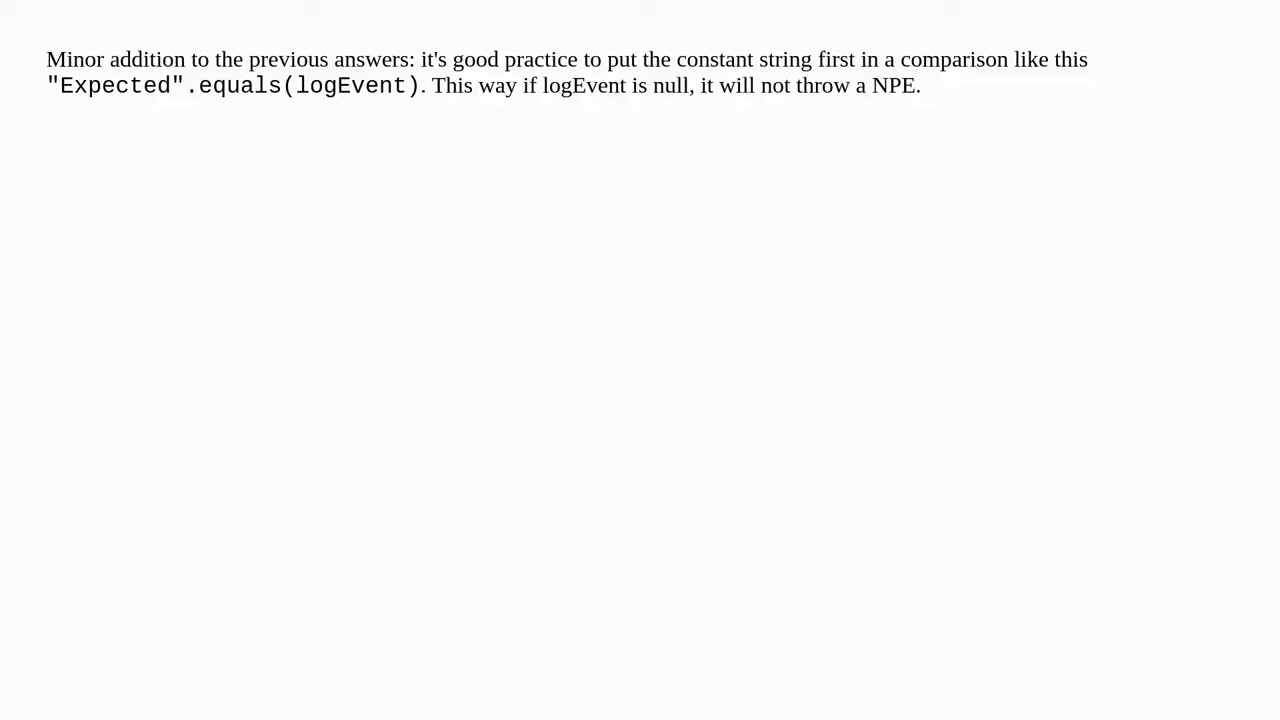 Minor addition to the previous answers: it's good practice to put the constant string first in a comparison like this
"Expected".equals(logEvent). This way if logEvent is null, it will not throw a NPE.